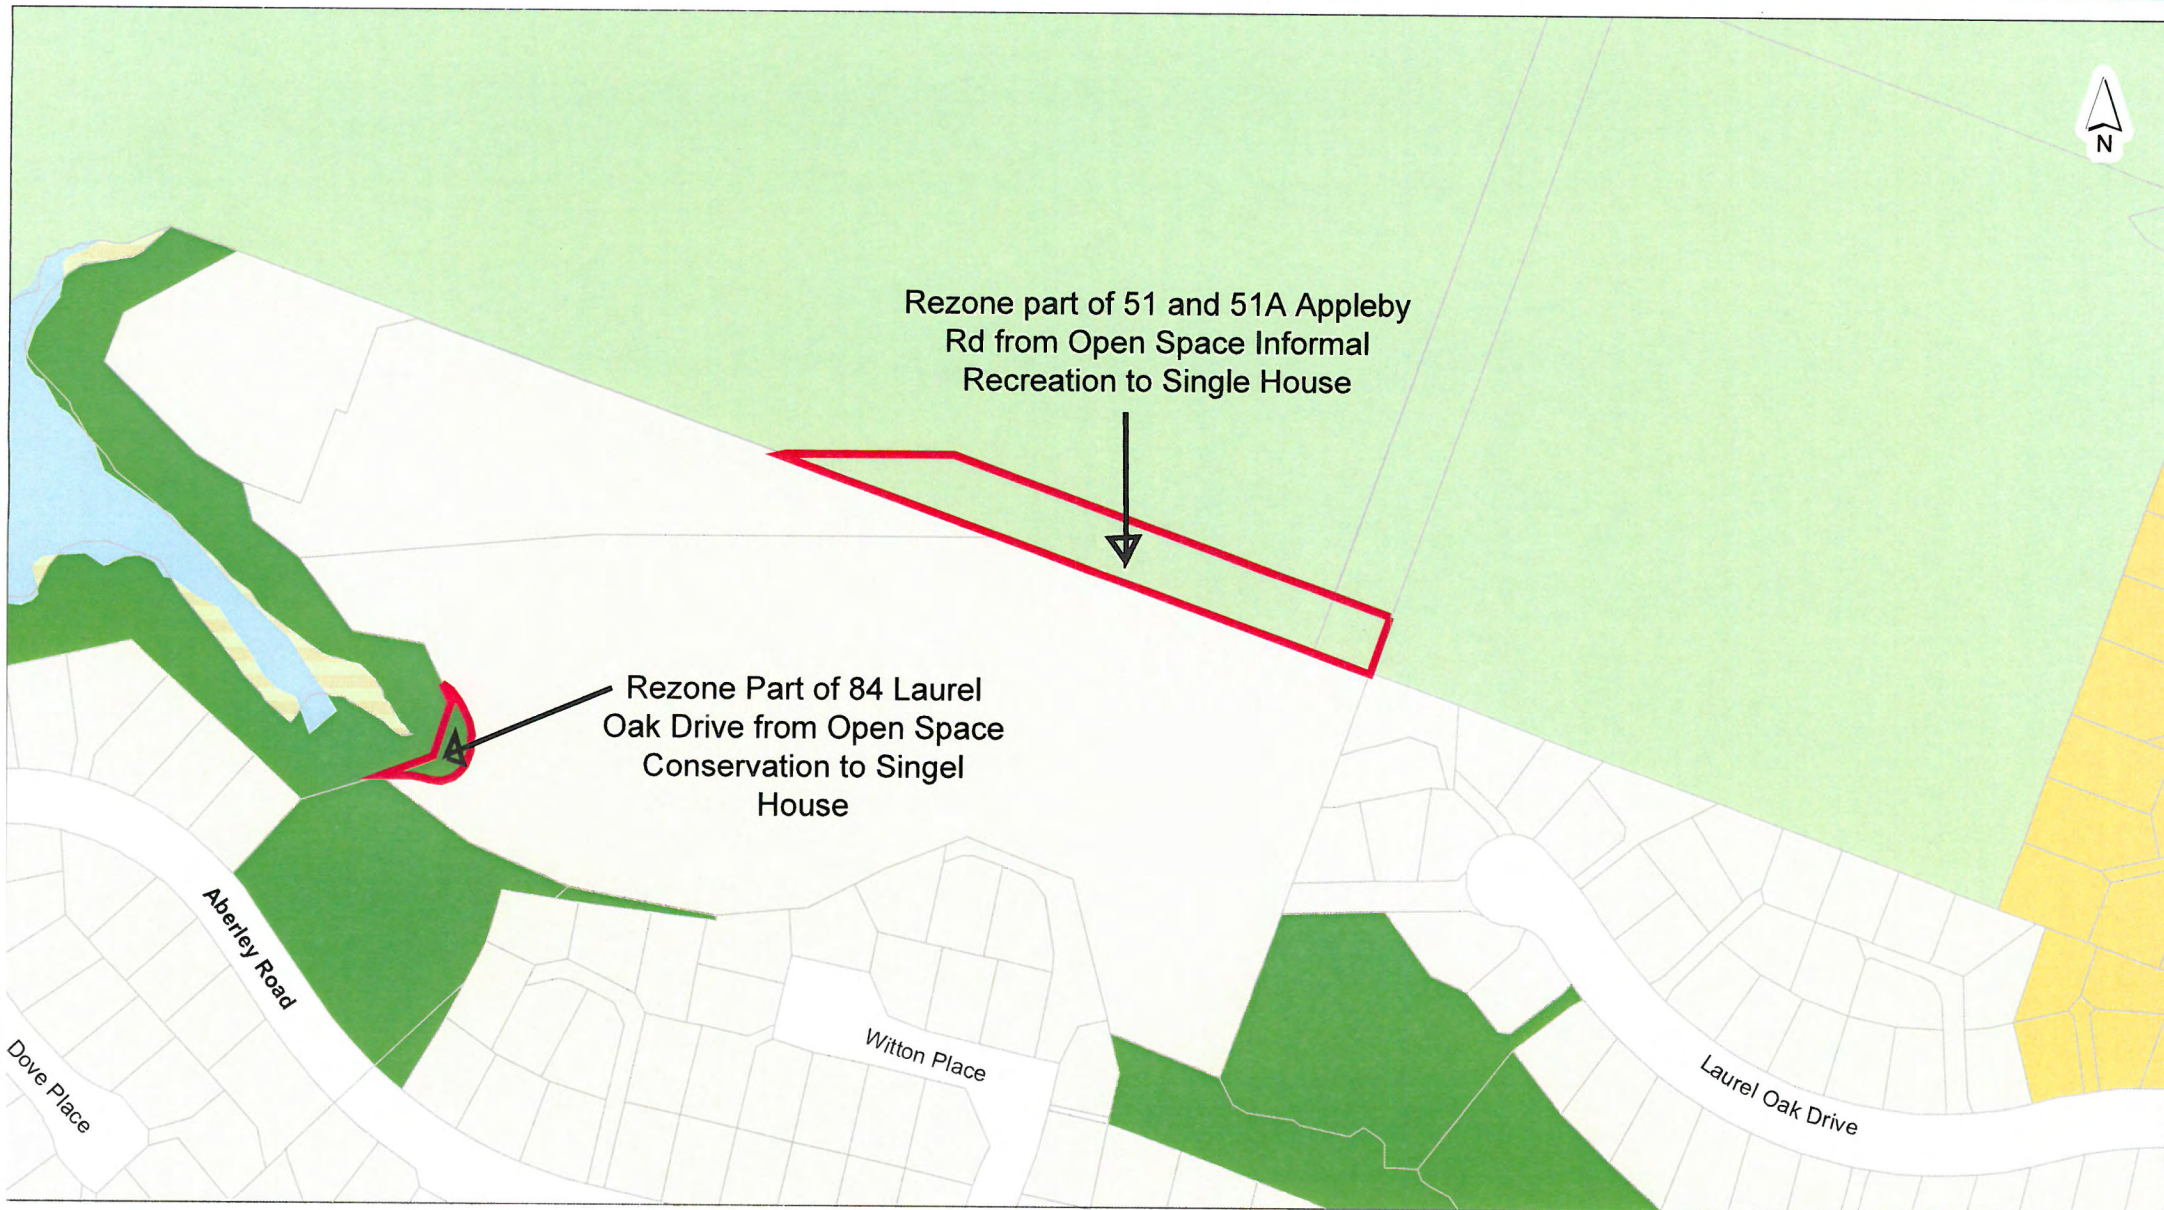 N
Rezone part of 51 and 51A Appleby
Rd from Open Space Informal
Recreation to Single House
Rezone Part of 84 Laurel
Oak Drive from Open Space
Conservation to Singel
House
Aberley Road
Dove Place
Witton Place
Laurel Oak Drive